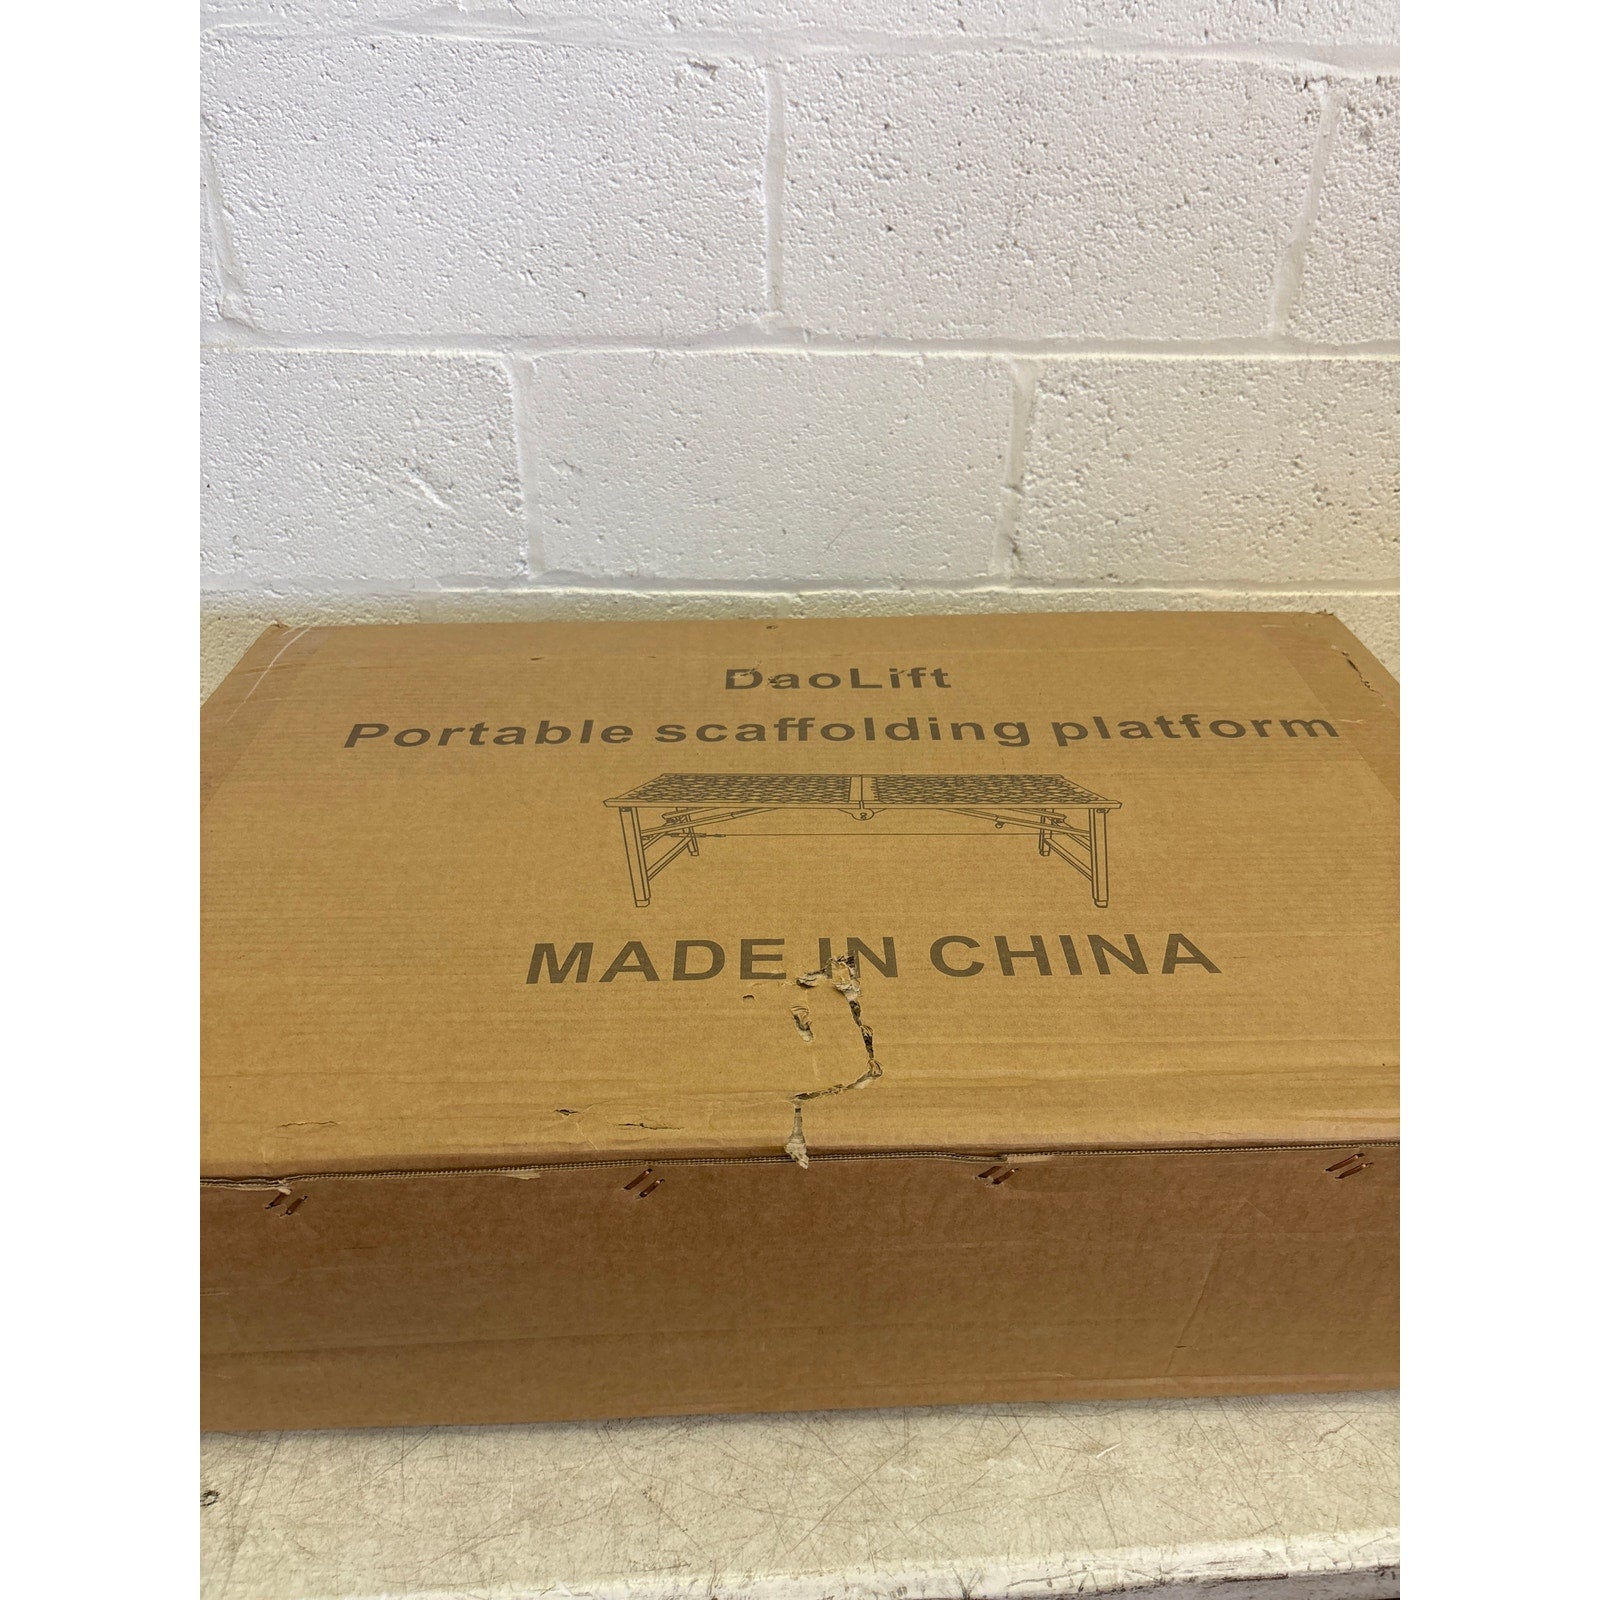 DaoLift
Portable scaffolding platform
MADE IN CHINA